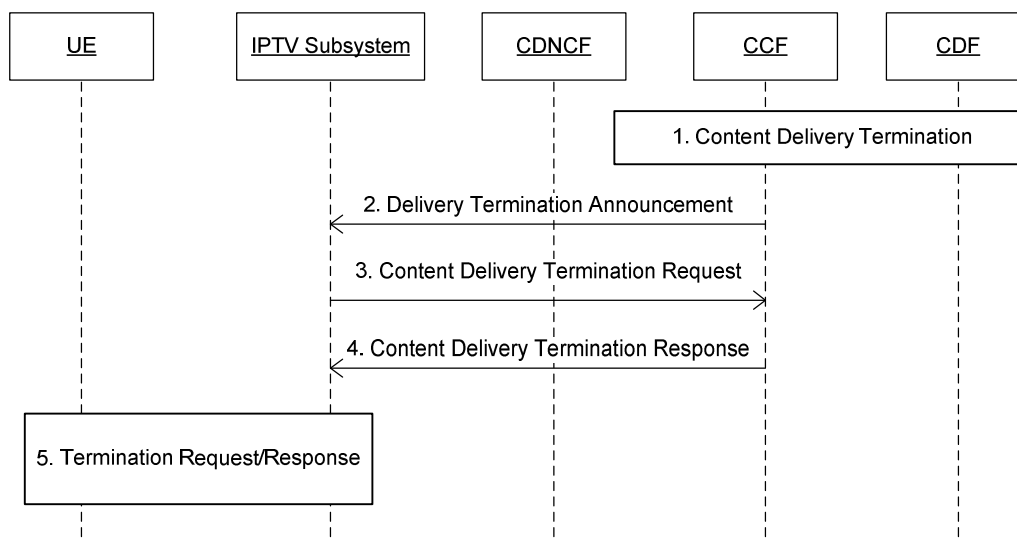 UE
IPTV Subsystem
CDNCF
CCF
CDF
1. Content Delivery Termination
2. Delivery Termination Announcement
3. Content Delivery Termination Request
4. Content Delivery Termination Response
5. Termination Request/Response